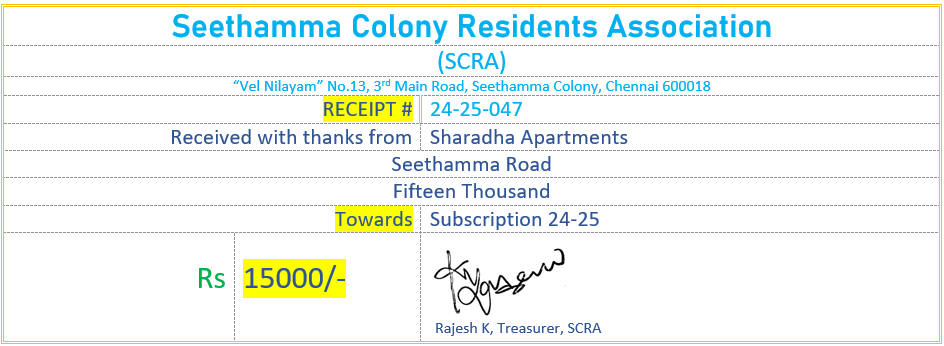 Seethamma Colony Residents Association
(SCRA)
“Vel Nilayam” No.13, 3rd Main Road, Seethamma Colony, Chennai 600018
RECEIPT # 24-25-047
Received with thanks from Sharadha Apartments
Seethamma Road
Fifteen Thousand
Towards Subscription 24-25
Rs 15000/-
Rajesh K, Treasurer, SCRA